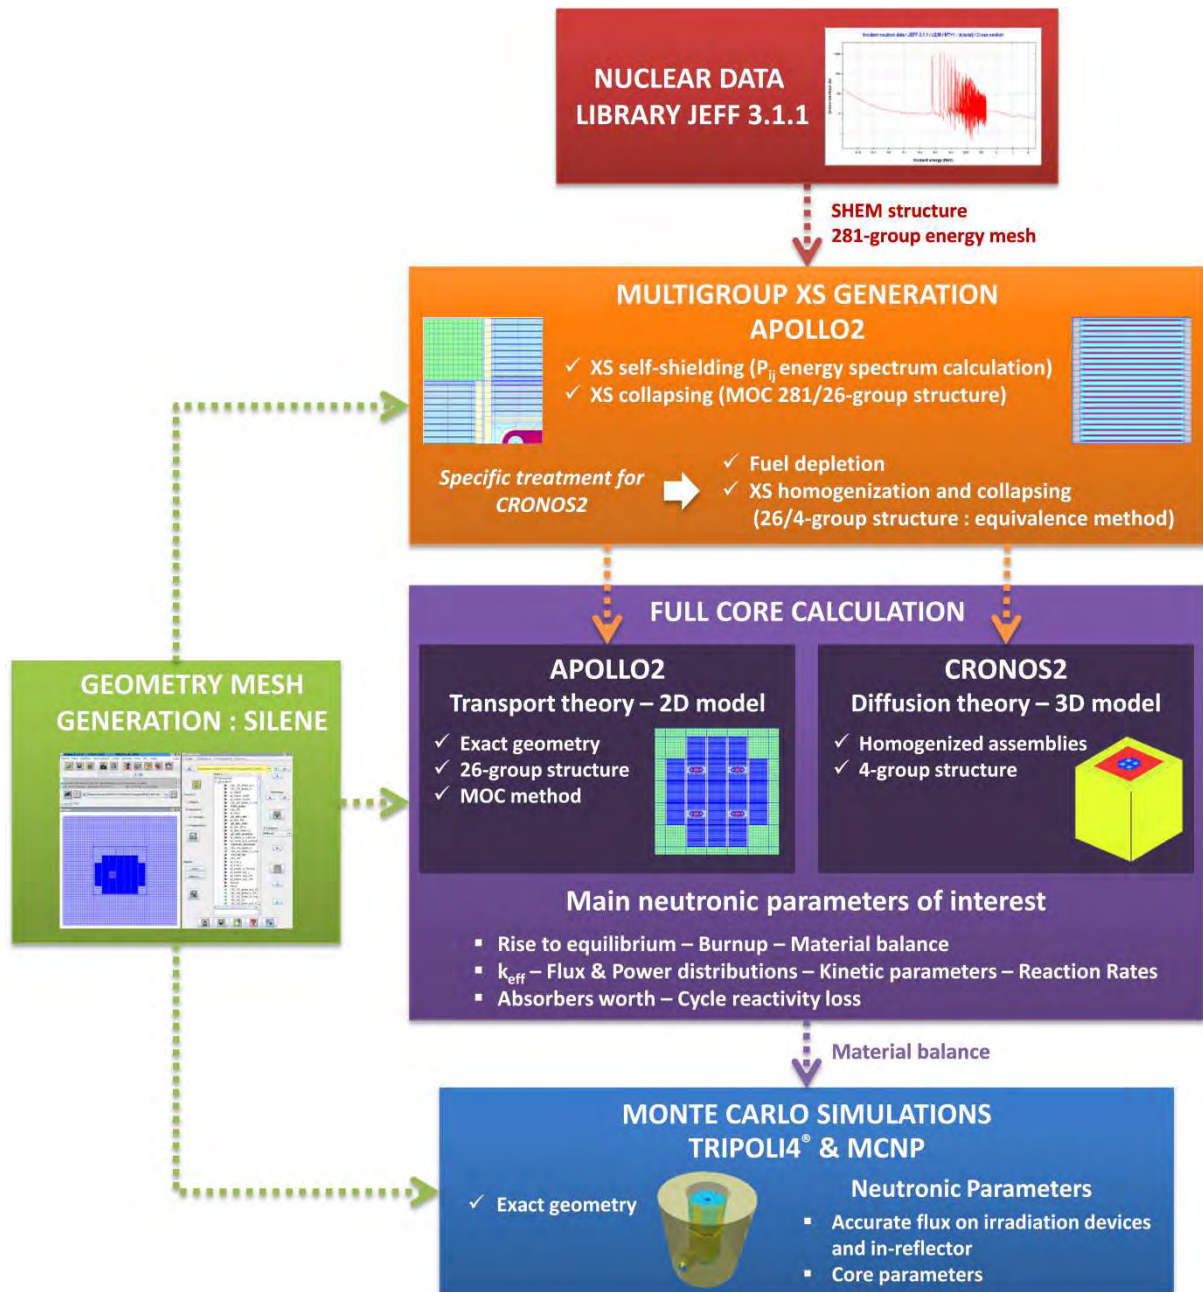 NUCLEAR DATA
LIBRARY JEFF 3.1.1
SHEM structure
281-group energy mesh
MULTIGROUP XS GENERATION
APOLLO2
✓ XS self-shielding (Pij energy spectrum calculation)
✓ XS collapsing (MOC 281/26-group structure)
Specific treatment for
CRONOS2
✓ Fuel depletion
✓ XS homogenization and collapsing
(26/4-group structure : equivalence method)
FULL CORE CALCULATION
APOLLO2
Transport theory – 2D model
✓ Exact geometry
✓ 26-group structure
✓ MOC method
CRONOS2
Diffusion theory – 3D model
✓ Homogenized assemblies
✓ 4-group structure
GEOMETRY MESH
GENERATION : SILENE
Main neutronic parameters of interest
▪ Rise to equilibrium – Burnup – Material balance
▪ keff – Flux & Power distributions – Kinetic parameters – Reaction Rates
▪ Absorbers worth – Cycle reactivity loss
Material balance
MONTE CARLO SIMULATIONS
TRIPOLI4® & MCNP
✓ Exact geometry
Neutronic Parameters
▪ Accurate flux on irradiation devices
and in-reflector
▪ Core parameters